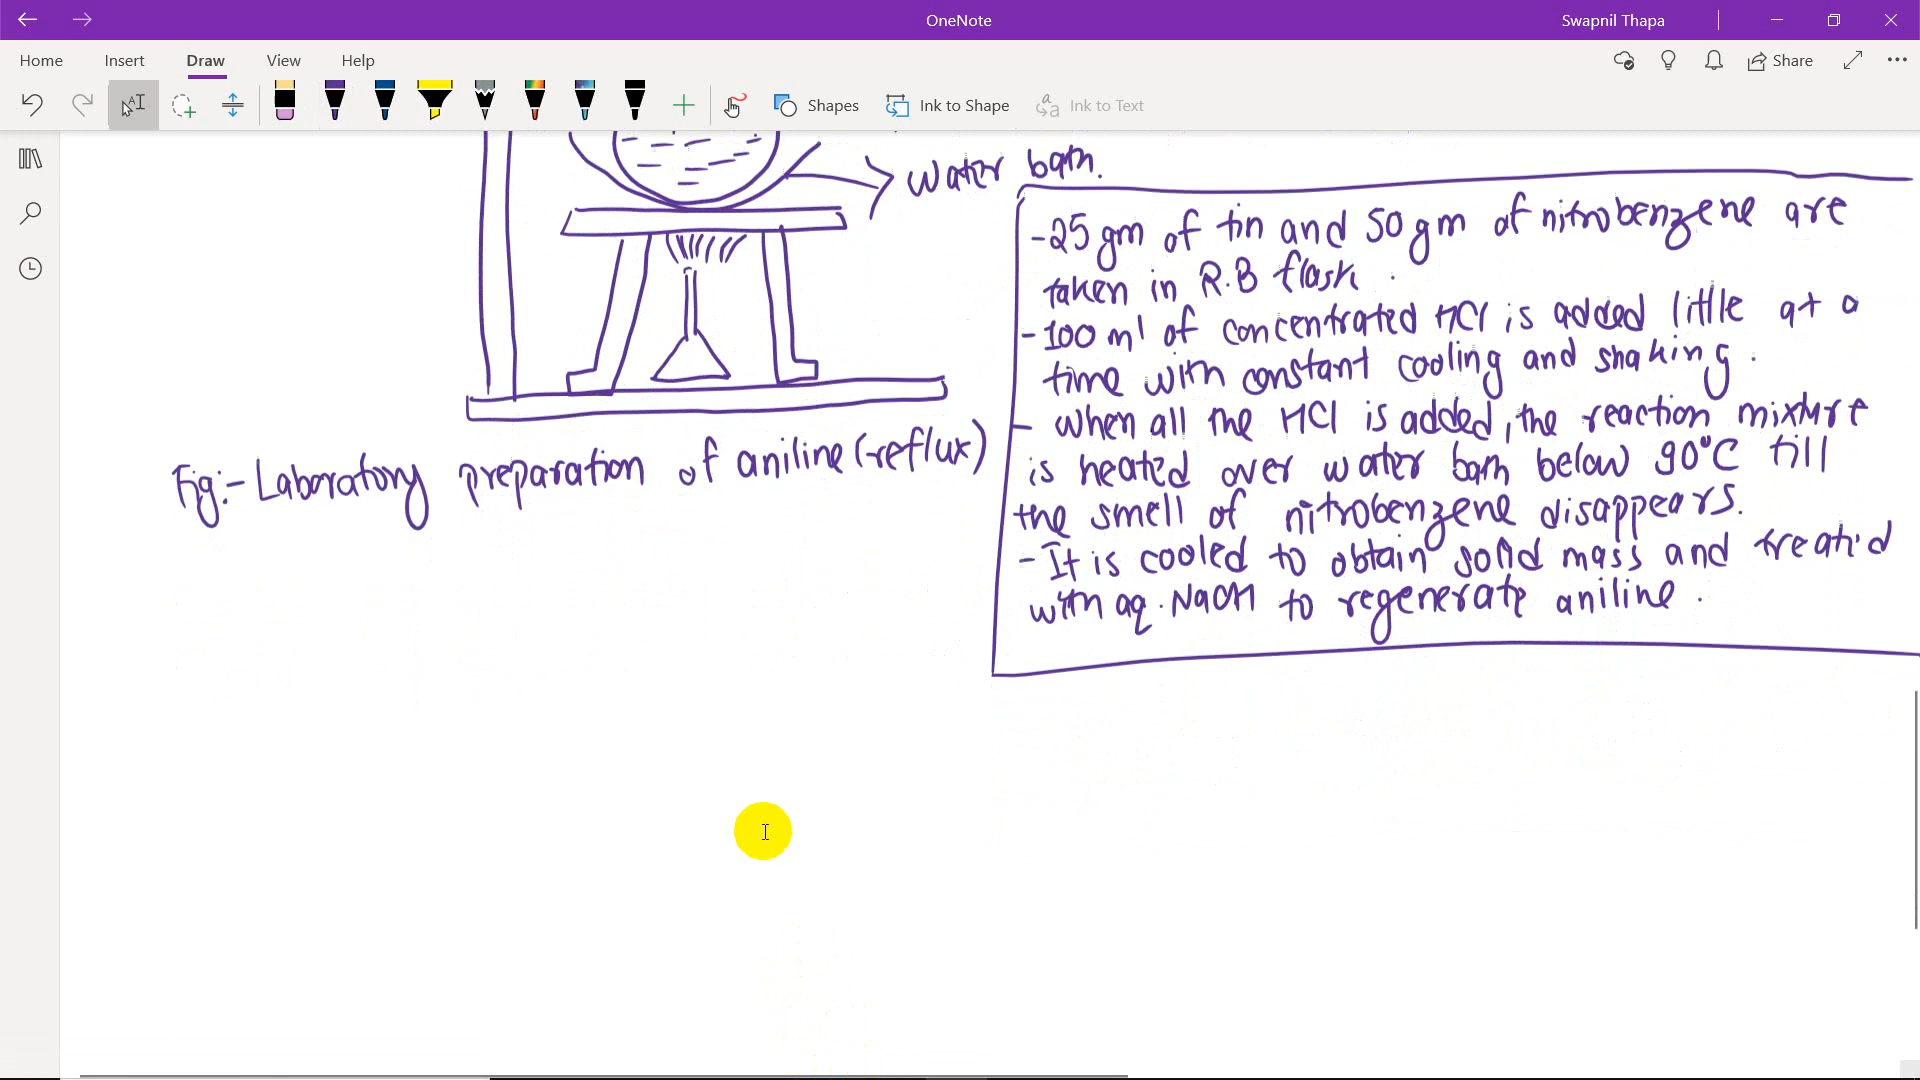 OneNote
Swapnil Thapa
Home Insert Draw View Help
Share
Shapes
Ink to Shape
Ink to Text
Water bath.
-25 gm of tin and 50 gm of nitrobenzene are
taken in R.B flask.
-100 ml of concentrated HCl is added little at a
time with constant cooling and shaking.
- When all the HCl is added, the reaction mixture
is heated over water bath below 90°C till
the smell of nitrobenzene disappears.
-It is cooled to obtain solid mass and treated
with aq. NaOH to regenerate aniline.
Fig:- Laboratory preparation of aniline (reflux)